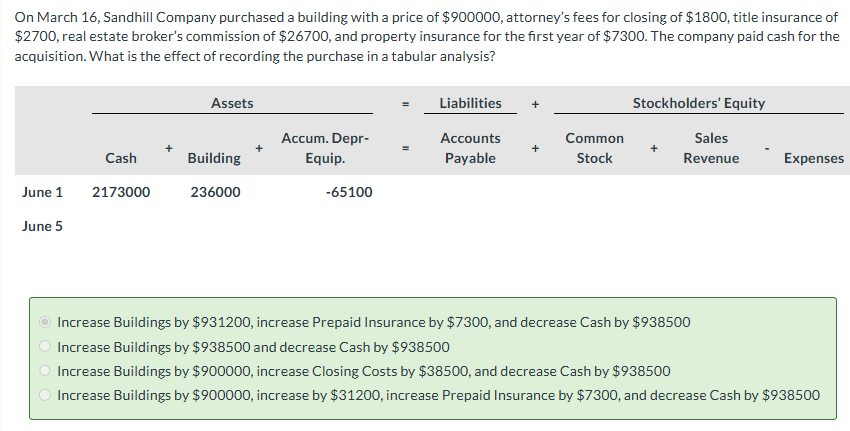 On March 16, Sandhill Company purchased a building with a price of $900000, attorney's fees for closing of $1800, title insurance of
$2700, real estate broker's commission of $26700, and property insurance for the first year of $7300. The company paid cash for the
acquisition. What is the effect of recording the purchase in a tabular analysis?
Assets = Liabilities + Stockholders' Equity
Accum. Depr- Accounts Common Sales
Cash + Building + Equip. = Payable + Stock + Revenue - Expenses
June 1 2173000 236000 -65100
June 5
Increase Buildings by $931200, increase Prepaid Insurance by $7300, and decrease Cash by $938500
Increase Buildings by $938500 and decrease Cash by $938500
Increase Buildings by $900000, increase Closing Costs by $38500, and decrease Cash by $938500
Increase Buildings by $900000, increase by $31200, increase Prepaid Insurance by $7300, and decrease Cash by $938500